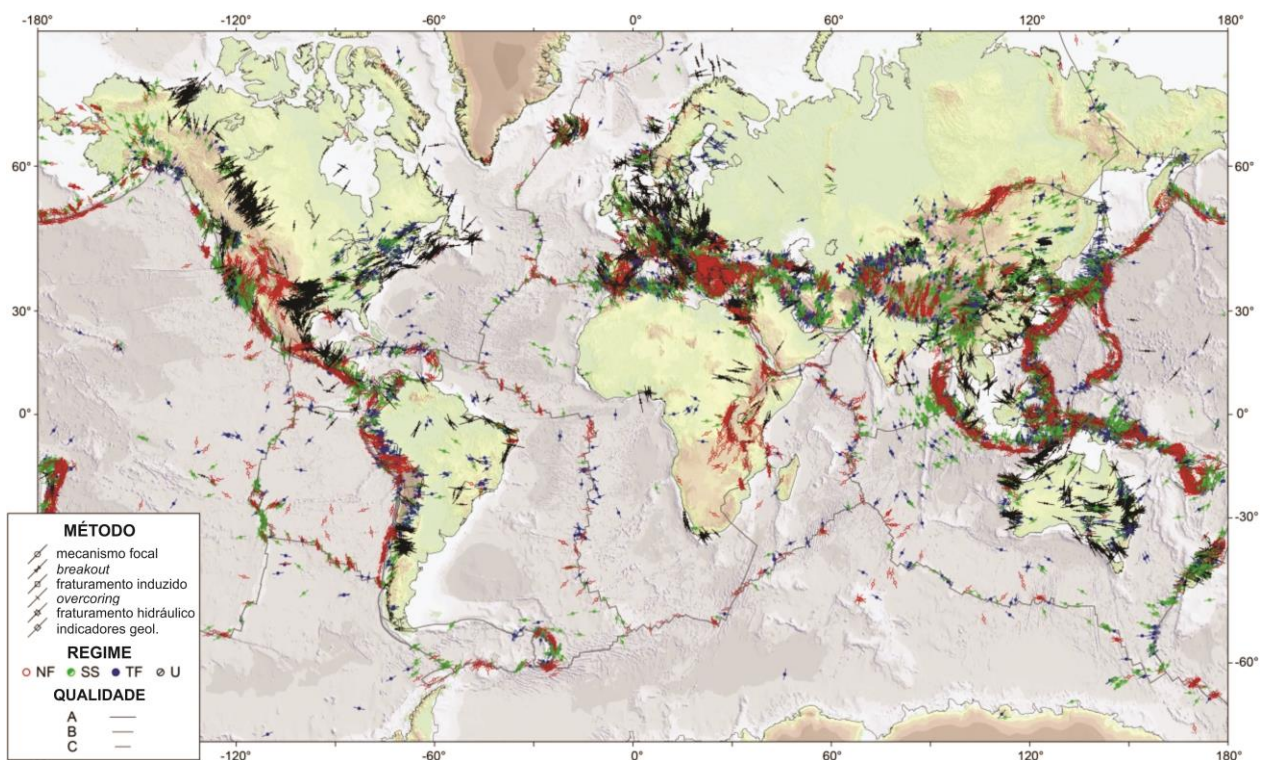 -180° -120° -60° 0° 60° 120° 180°
60° 60°
30° 30°
0° 0°
MÉTODO
mecanismo focal
breakout
fraturamento induzido
overcoring
fraturamento hidráulico
indicadores geol.
REGIME
NF SS TF U
QUALIDADE
A
B
C
-30°
-60°
-120° -60° 0° 60° 120° 180°